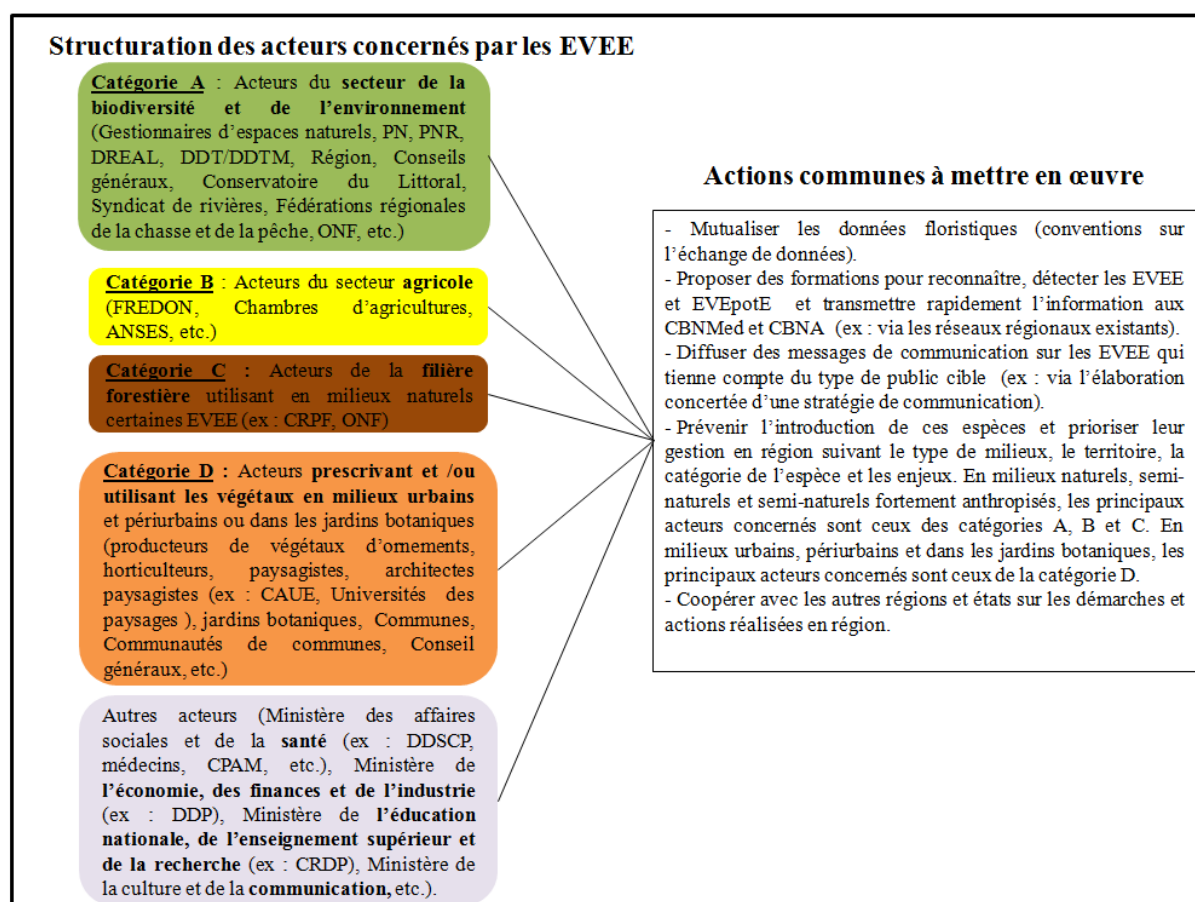 Structuration des acteurs concernés par les EVEE
Catégorie A : Acteurs du secteur de la
biodiversité et de l'environnement
(Gestionnaires d'espaces naturels, PN, PNR,
DREAL, DDT/DDTM, Région, Conseils
généraux, Conservatoire du Littoral,
Syndicat de rivières, Fédérations régionales
de la chasse et de la pêche, ONF, etc.)
Catégorie B : Acteurs du secteur agricole
(FREDON, Chambres d'agricultures,
ANSES, etc.)
Catégorie C : Acteurs de la filière
forestière utilisant en milieux naturels
certaines EVEE (ex : CRPF, ONF)
Catégorie D : Acteurs prescrivant et /ou
utilisant les végétaux en milieux urbains
et périurbains ou dans les jardins botaniques
(producteurs de végétaux d'ornements,
horticulteurs, paysagistes, architectes
paysagistes (ex : CAUE, Universités des
paysages ), jardins botaniques, Communes,
Communautés de communes, Conseil
généraux, etc.)
Autres acteurs (Ministère des affaires
sociales et de la santé (ex : DDSCP,
médecins, CPAM, etc.), Ministère de
l'économie, des finances et de l'industrie
(ex : DDP), Ministère de l'éducation
nationale, de l'enseignement supérieur et
de la recherche (ex : CRDP), Ministère de
la culture et de la communication, etc.).
Actions communes à mettre en œuvre
- Mutualiser les données floristiques (conventions sur
l'échange de données).
- Proposer des formations pour reconnaître, détecter les EVEE
et EVEpotE et transmettre rapidement l'information aux
CBNMed et CBNA (ex : via les réseaux régionaux existants).
- Diffuser des messages de communication sur les EVEE qui
tienne compte du type de public cible (ex : via l'élaboration
concertée d'une stratégie de communication).
- Prévenir l'introduction de ces espèces et prioriser leur
gestion en région suivant le type de milieux, le territoire, la
catégorie de l'espèce et les enjeux. En milieux naturels, semi-
naturels et semi-naturels fortement anthropisés, les principaux
acteurs concernés sont ceux des catégories A, B et C. En
milieux urbains, périurbains et dans les jardins botaniques, les
principaux acteurs concernés sont ceux de la catégorie D.
- Coopérer avec les autres régions et états sur les démarches et
actions réalisées en région.